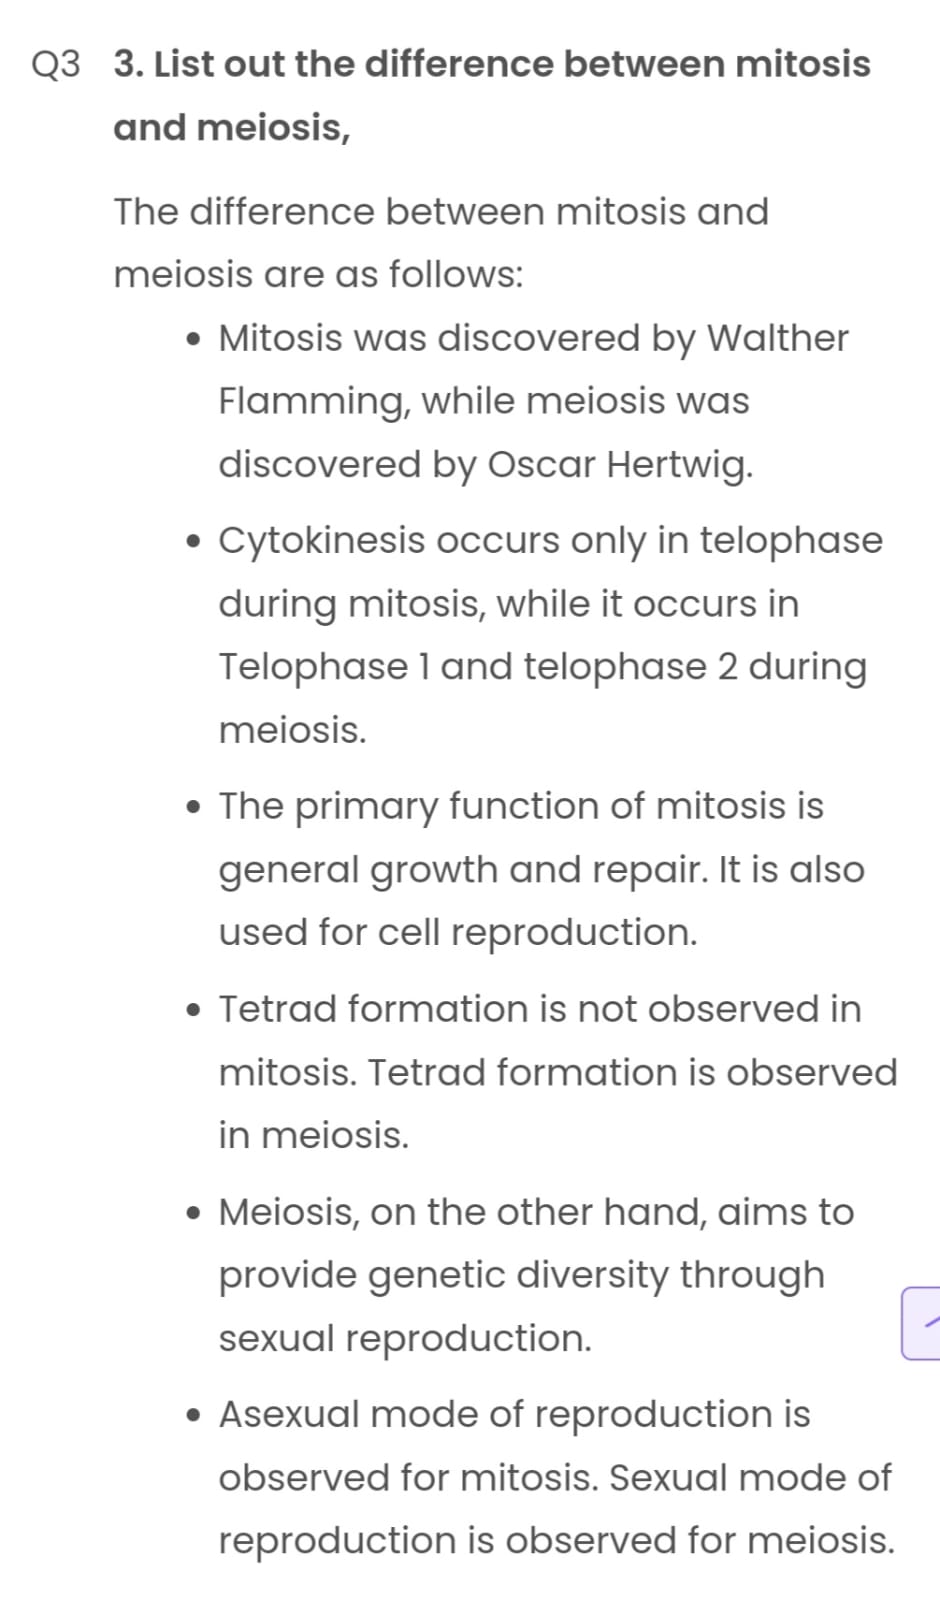 Q3 3. List out the difference between mitosis
and meiosis,
The difference between mitosis and
meiosis are as follows:
• Mitosis was discovered by Walther
Flamming, while meiosis was
discovered by Oscar Hertwig.
• Cytokinesis occurs only in telophase
during mitosis, while it occurs in
Telophase 1 and telophase 2 during
meiosis.
• The primary function of mitosis is
general growth and repair. It is also
used for cell reproduction.
• Tetrad formation is not observed in
mitosis. Tetrad formation is observed
in meiosis.
• Meiosis, on the other hand, aims to
provide genetic diversity through
sexual reproduction.
• Asexual mode of reproduction is
observed for mitosis. Sexual mode of
reproduction is observed for meiosis.